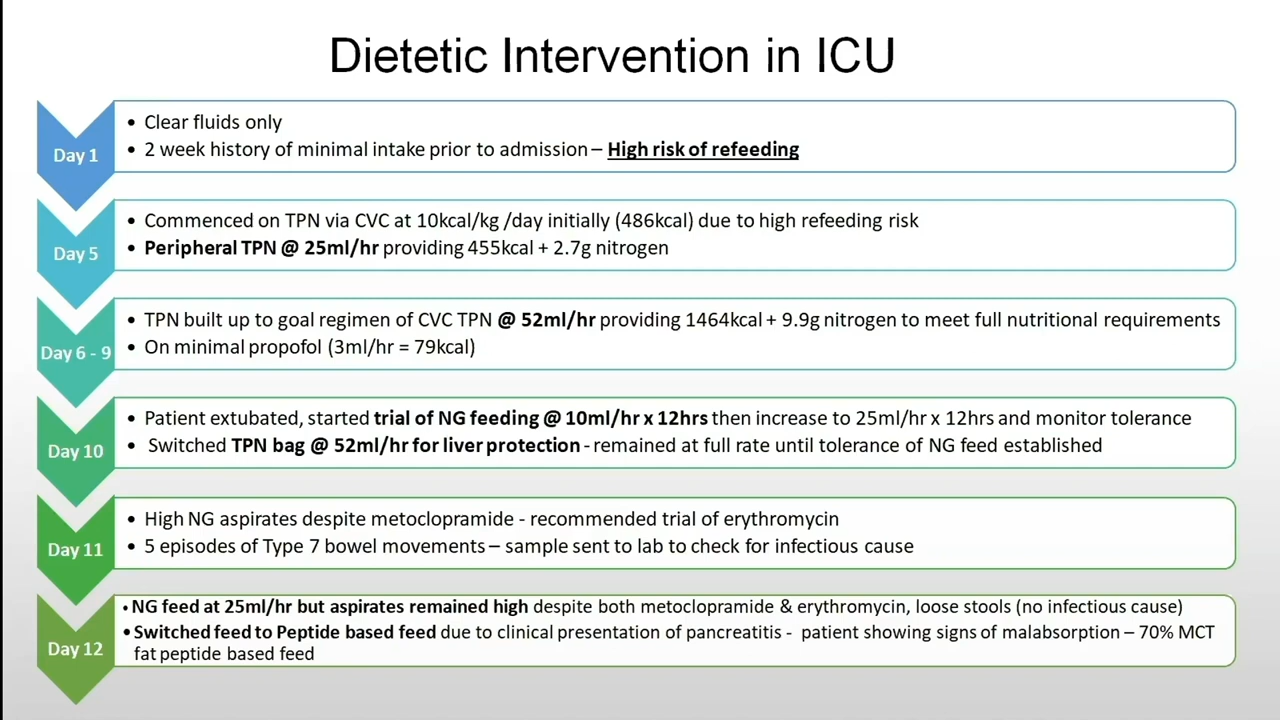 Dietetic Intervention in ICU
Day 1
• Clear fluids only
• 2 week history of minimal intake prior to admission – High risk of refeeding
Day 5
• Commenced on TPN via CVC at 10kcal/kg /day initially (486kcal) due to high refeeding risk
• Peripheral TPN @ 25ml/hr providing 455kcal + 2.7g nitrogen
Day 6 - 9
• TPN built up to goal regimen of CVC TPN @ 52ml/hr providing 1464kcal + 9.9g nitrogen to meet full nutritional requirements
• On minimal propofol (3ml/hr = 79kcal)
Day 10
• Patient extubated, started trial of NG feeding @ 10ml/hr x 12hrs then increase to 25ml/hr x 12hrs and monitor tolerance
• Switched TPN bag @ 52ml/hr for liver protection - remained at full rate until tolerance of NG feed established
Day 11
• High NG aspirates despite metoclopramide - recommended trial of erythromycin
• 5 episodes of Type 7 bowel movements – sample sent to lab to check for infectious cause
Day 12
• NG feed at 25ml/hr but aspirates remained high despite both metoclopramide & erythromycin, loose stools (no infectious cause)
• Switched feed to Peptide based feed due to clinical presentation of pancreatitis - patient showing signs of malabsorption – 70% MCT
fat peptide based feed